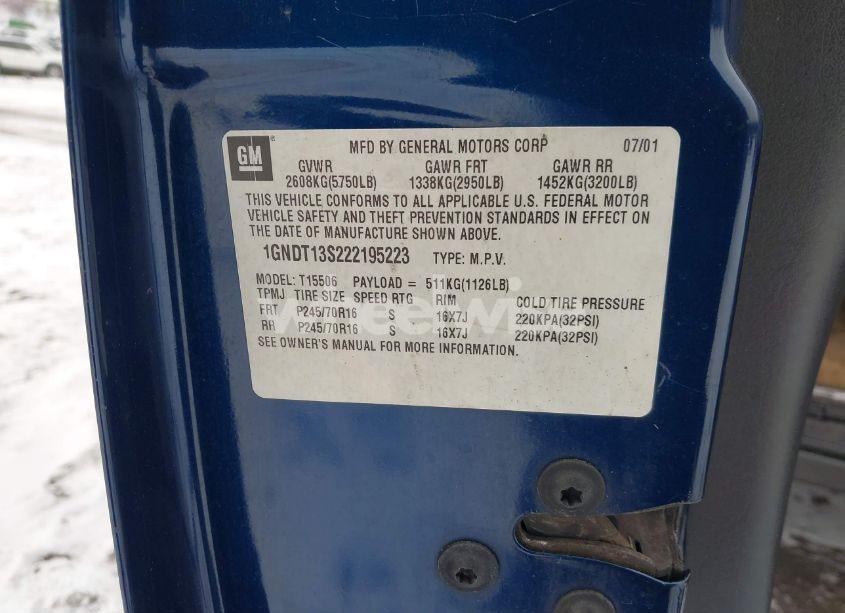 GM
MFD BY GENERAL MOTORS CORP 07/01
GVWR GAWR FRT GAWR RR
2608KG(5750LB) 1338KG(2950LB) 1452KG(3200LB)
THIS VEHICLE CONFORMS TO ALL APPLICABLE U.S. FEDERAL MOTOR
VEHICLE SAFETY AND THEFT PREVENTION STANDARDS IN EFFECT ON
THE DATE OF MANUFACTURE SHOWN ABOVE.
1GNDT13S222195223 TYPE: M.P.V.
MODEL: T15506 PAYLOAD = 511KG(1126LB)
TPMJ TIRE SIZE SPEED RTG RIM COLD TIRE PRESSURE
FRT P245/70R16 S 16X7J 220KPA(32PSI)
RR P245/70R16 S 16X7J 220KPA(32PSI)
SEE OWNER'S MANUAL FOR MORE INFORMATION.